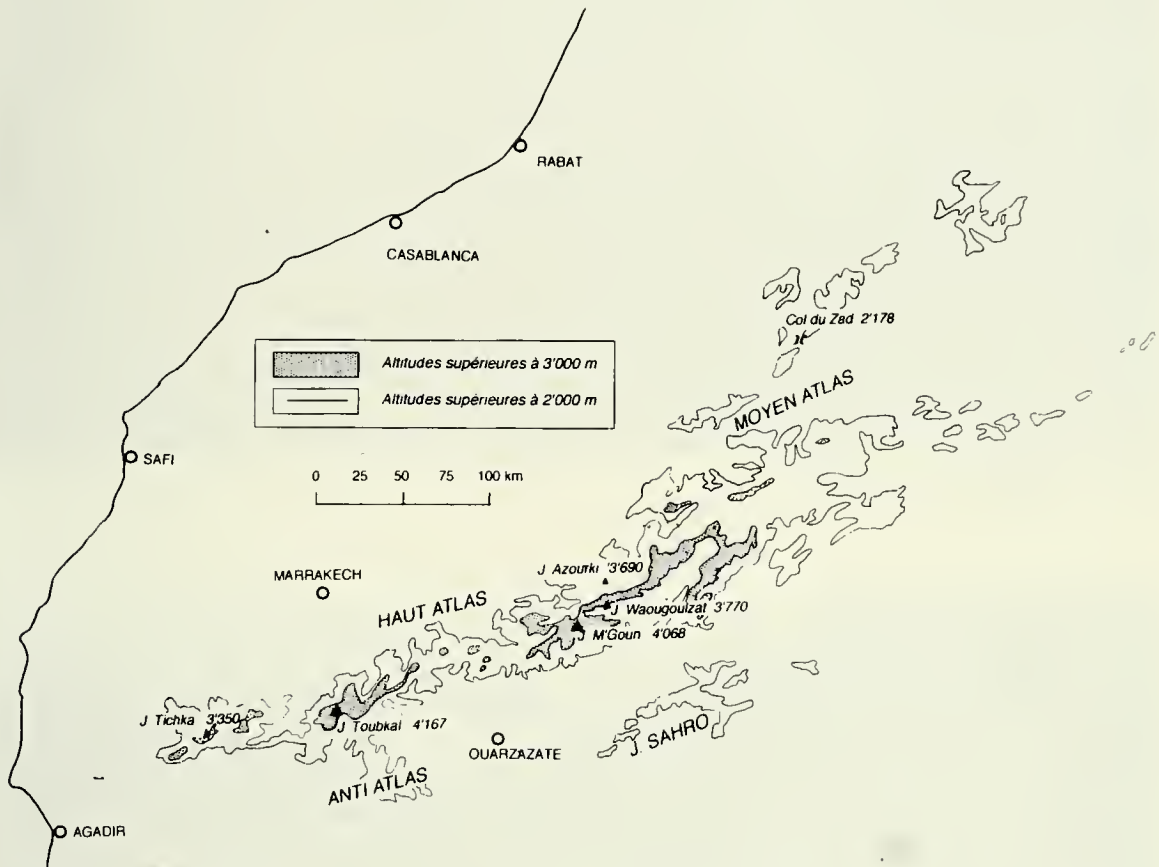 RABAT
CASABLANCA
Col du Zad 2'178
Altitudes supérieures à 3'000 m
Altitudes supérieures à 2'000 m
MOYEN ATLAS
SAFI
0 25 50 75 100 km
J Azourki 3'690
MARRAKECH
HAUT ATLAS
J Waougoulzat 3'770
J M'Goun 4'068
J Tichka 3'350
J Toubkal 4'167
OUARZAZATE
J. SAHRO
ANTI ATLAS
AGADIR